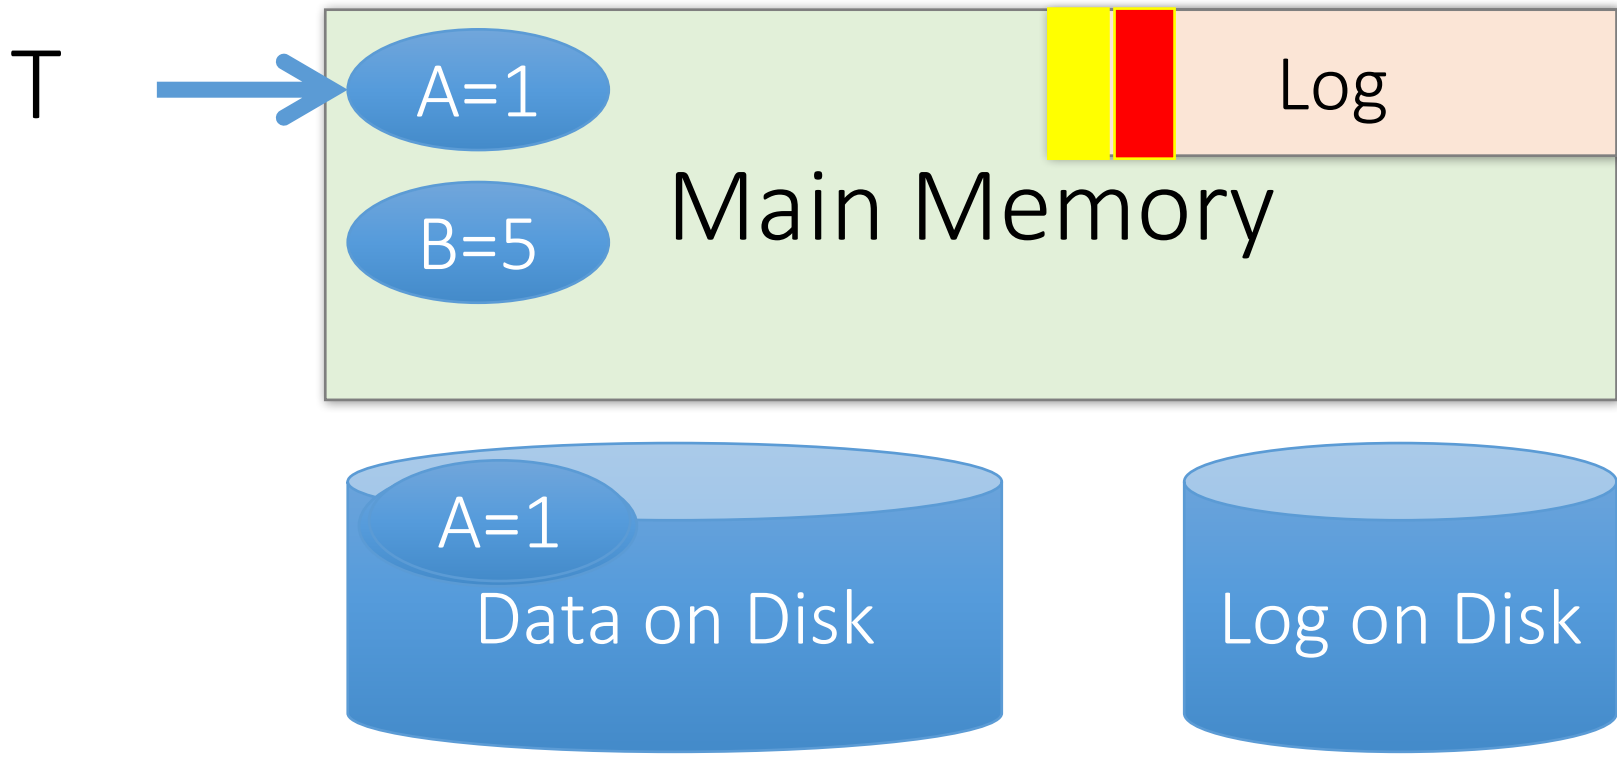 T
A=1
Log
Main Memory
B=5
A=1
Data on Disk
Log on Disk